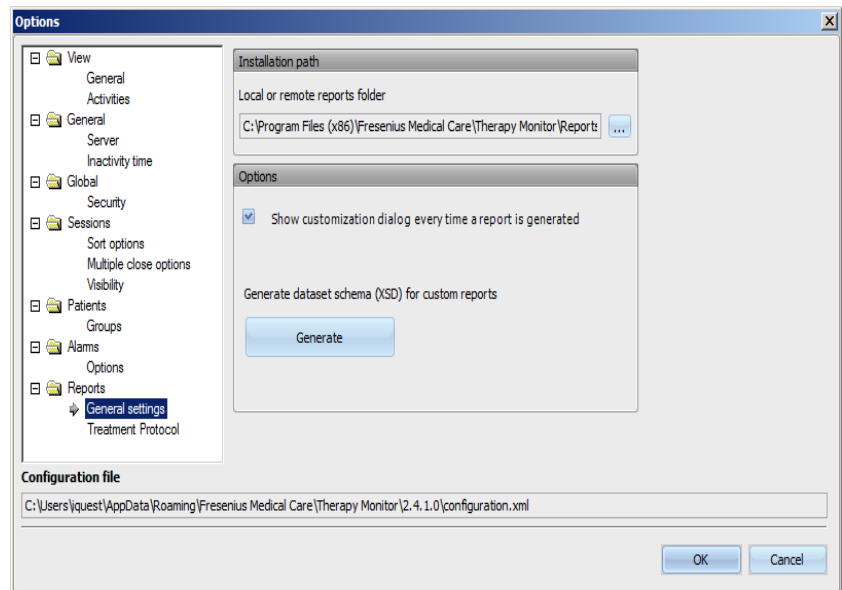 Options
View
General
Activities
General
Server
Inactivity time
Global
Security
Sessions
Sort options
Multiple close options
Visibility
Patients
Groups
Alarms
Options
Reports
General settings
Treatment Protocol
Installation path
Local or remote reports folder
C:\Program Files (x86)\Fresenius Medical Care\Therapy Monitor\Reports
...
Options
Show customization dialog every time a report is generated
Generate dataset schema (XSD) for custom reports
Generate
Configuration file
C:\Users\iquest\AppData\Roaming\Fresenius Medical Care\Therapy Monitor\2.4.1.0\configuration.xml
OK
Cancel